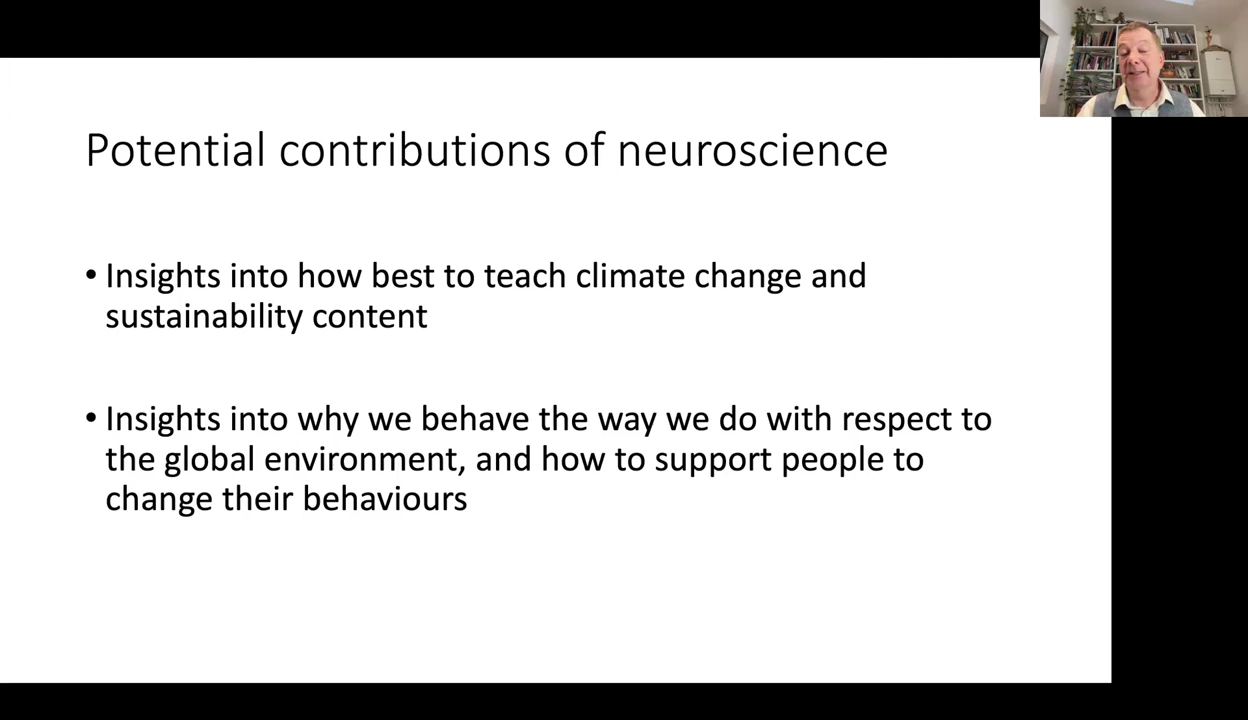 Potential contributions of neuroscience
• Insights into how best to teach climate change and
sustainability content
• Insights into why we behave the way we do with respect to
the global environment, and how to support people to
change their behaviours